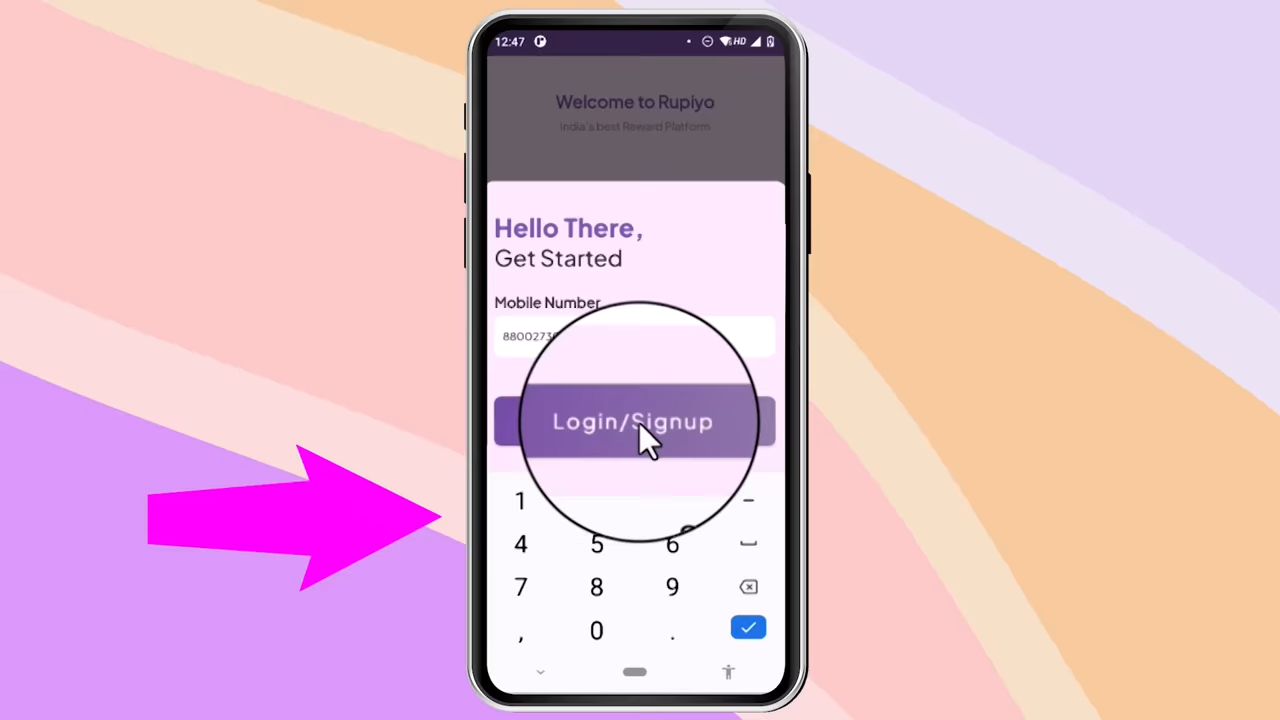 12:47
HD
Welcome to Rupiyo
India's best Reward Platform
Hello There,
Get Started
Mobile Number
Login/Signup
1 -
4 5 6
7 8 9
, 0 .